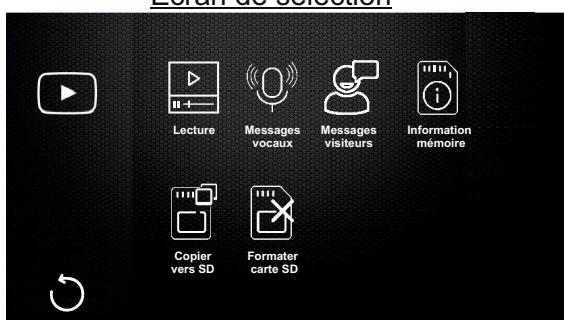 Écran de sélection
Lecture
Messages
vocaux
Messages
visiteurs
Information
mémoire
Copier
vers SD
Formater
carte SD